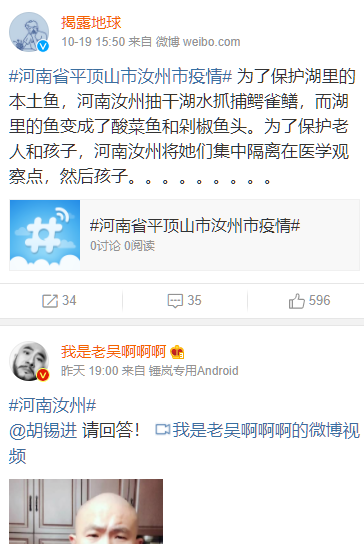 揭露地球
10-19 15:50 来自 微博 weibo.com
#河南省平顶山市汝州市疫情# 为了保护湖里的
本土鱼，河南汝州抽干湖水抓捕鳄雀鳝，而湖
里的鱼变成了酸菜鱼和剁椒鱼头。为了保护老
人和孩子，河南汝州将她们集中隔离在医学观
察点，然后孩子。。。。。。。。。
#河南省平顶山市汝州市疫情#
0讨论 0阅读
34
35
596
我是老吴啊啊啊
昨天 19:00 来自 锤岚专用Android
#河南汝州#
@胡锡进 请回答！ 我是老吴啊啊啊的微博视
频